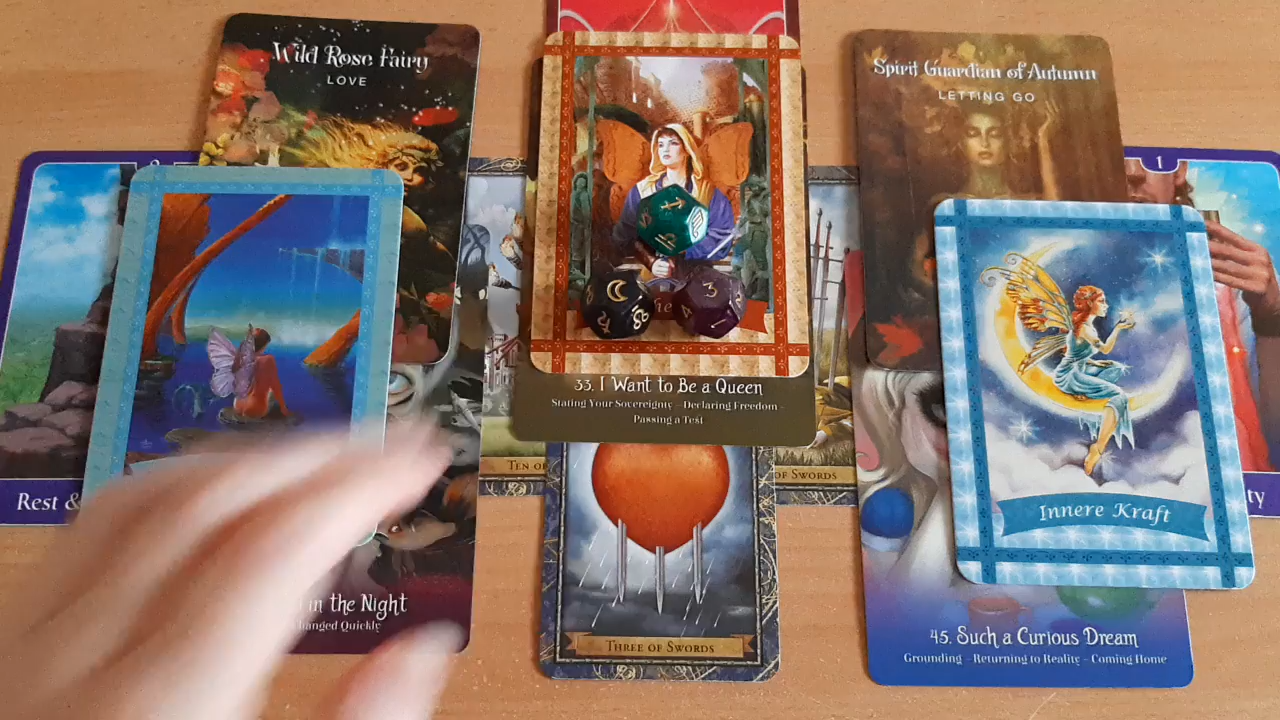 Wild Rose Fairy
LOVE
Spirit Guardian of Autumn
LETTING GO
1
3
33. I Want to Be a Queen
Stating Your Sovereignty – Declaring Freedom –
Passing a Test
Ten of
of Swords
Rest &
Innere Kraft
in the Night
Changed Quickly
Three of Swords
45. Such a Curious Dream
Grounding – Returning to Reality – Coming Home